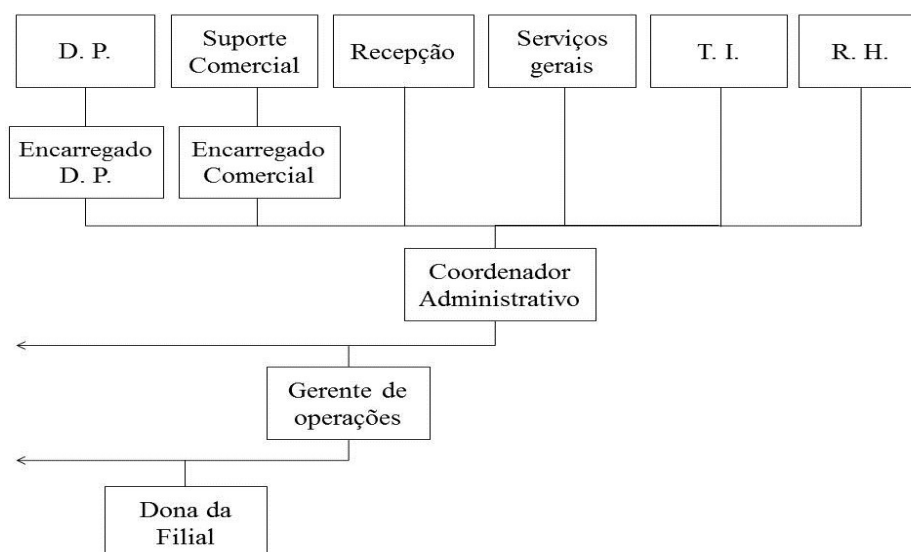 D. P.
Suporte
Comercial
Recepção
Serviços
gerais
T. I.
R. H.
Encarregado
D. P.
Encarregado
Comercial
Coordenador
Administrativo
Gerente de
operações
Dona da
Filial